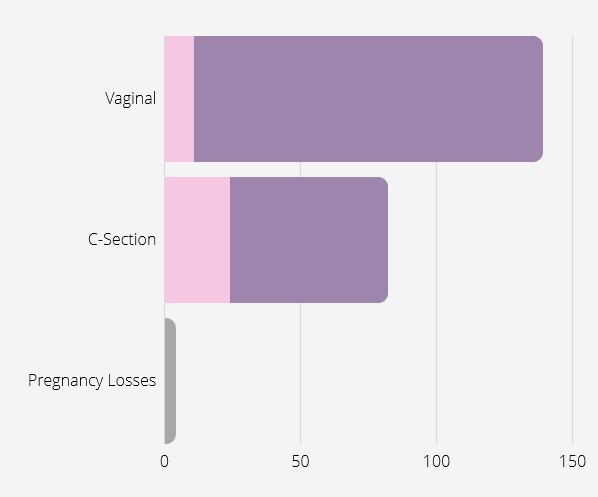 Vaginal
C-Section
Pregnancy Losses
0 50 100 150